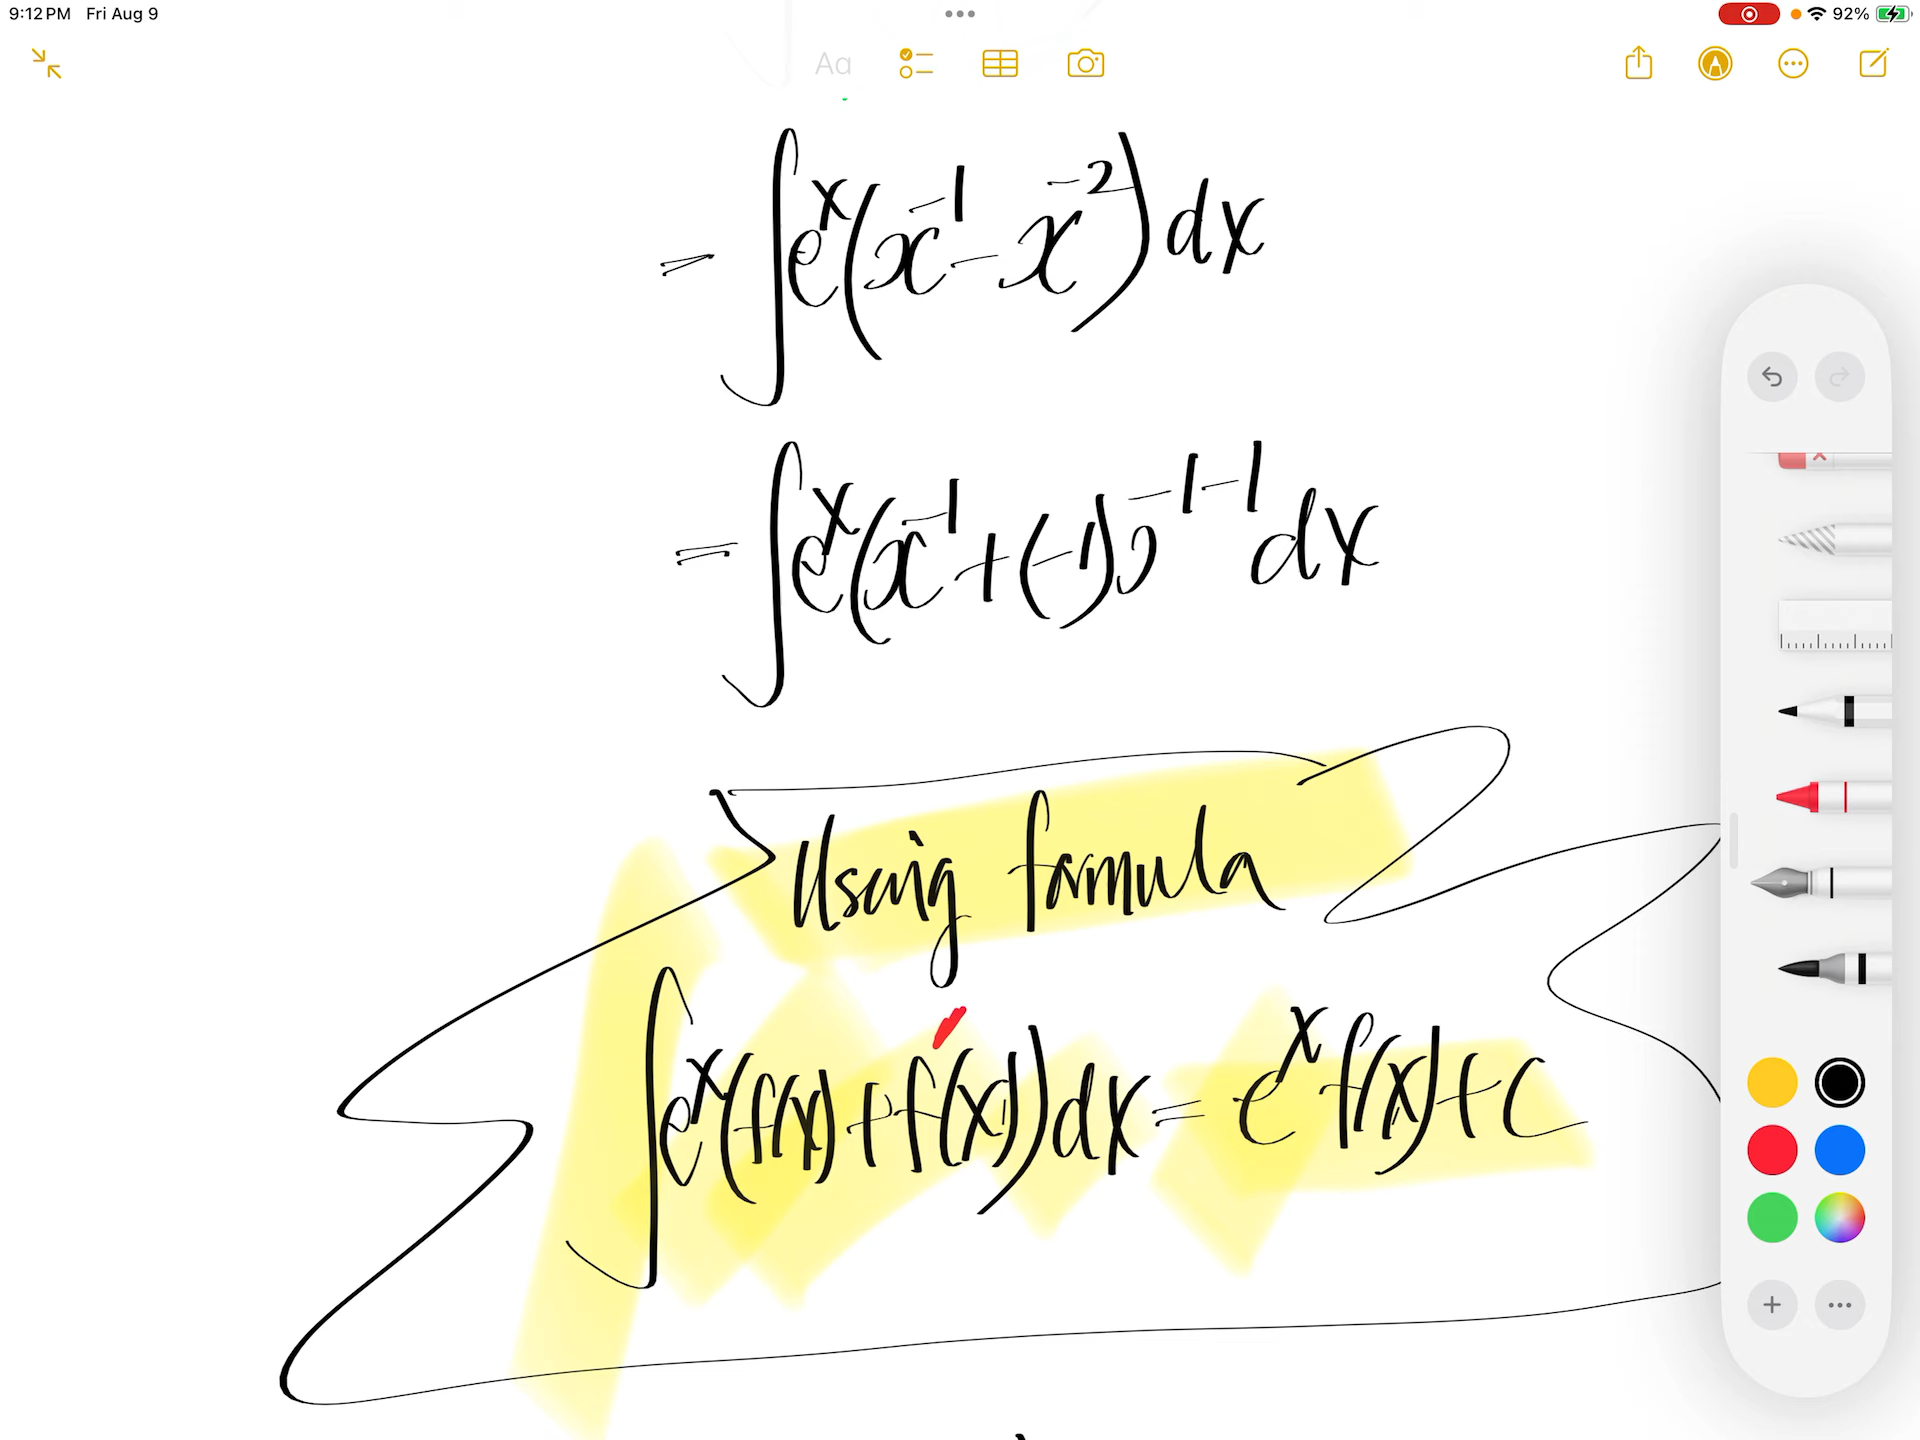 9:12 PM Fri Aug 9 92%
Aa
= ∫eˣ(x⁻¹ - x⁻²) dx
= ∫eˣ(x⁻¹ + (-1)x⁻¹⁻¹ dx
Using formula
∫eˣ(f(x) + f'(x))dx = eˣ f(x) + C